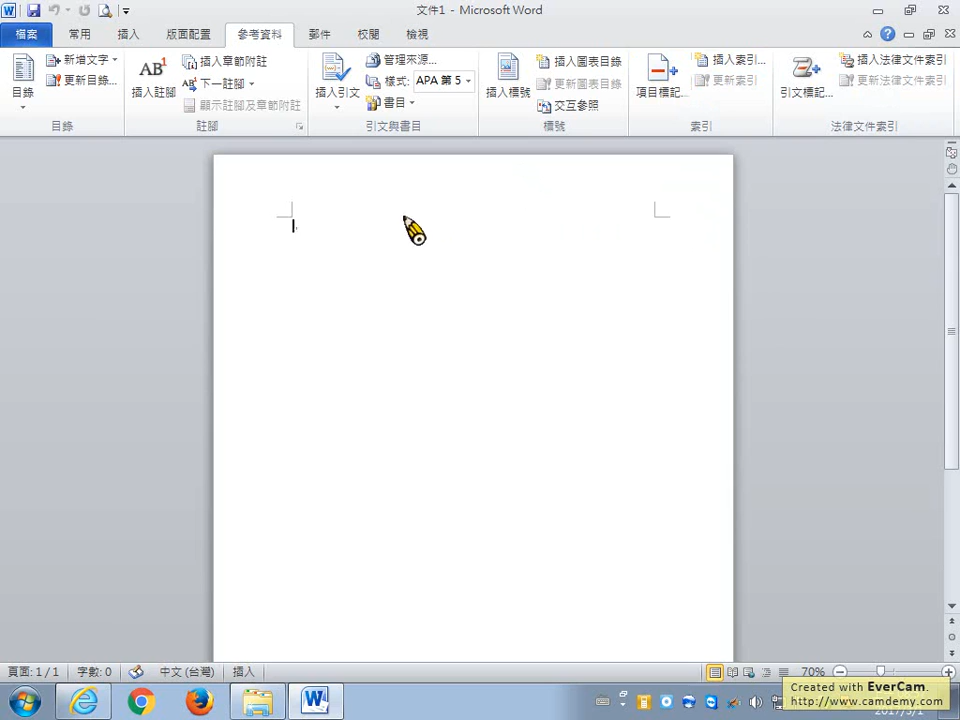 文件1 - Microsoft Word
檔案 常用 插入 版面配置 參考資料 郵件 校閱 檢視
目錄
新增文字
更新目錄...
目錄
AB1
插入註腳
插入章節附註
AB1 下一註腳
顯示註腳及章節附註
註腳
插入引文
管理來源...
樣式: APA 第 5
書目
引文與書目
插入標號
插入圖表目錄
更新圖表目錄
交互參照
標號
項目標記...
插入索引...
更新索引
索引
引文標記...
插入法律文件索引
更新法律文件索引
法律文件索引
頁面: 1 / 1 字數: 0 中文 (台灣) 插入 70%
Created with EverCam.
http://www.camdemy.com